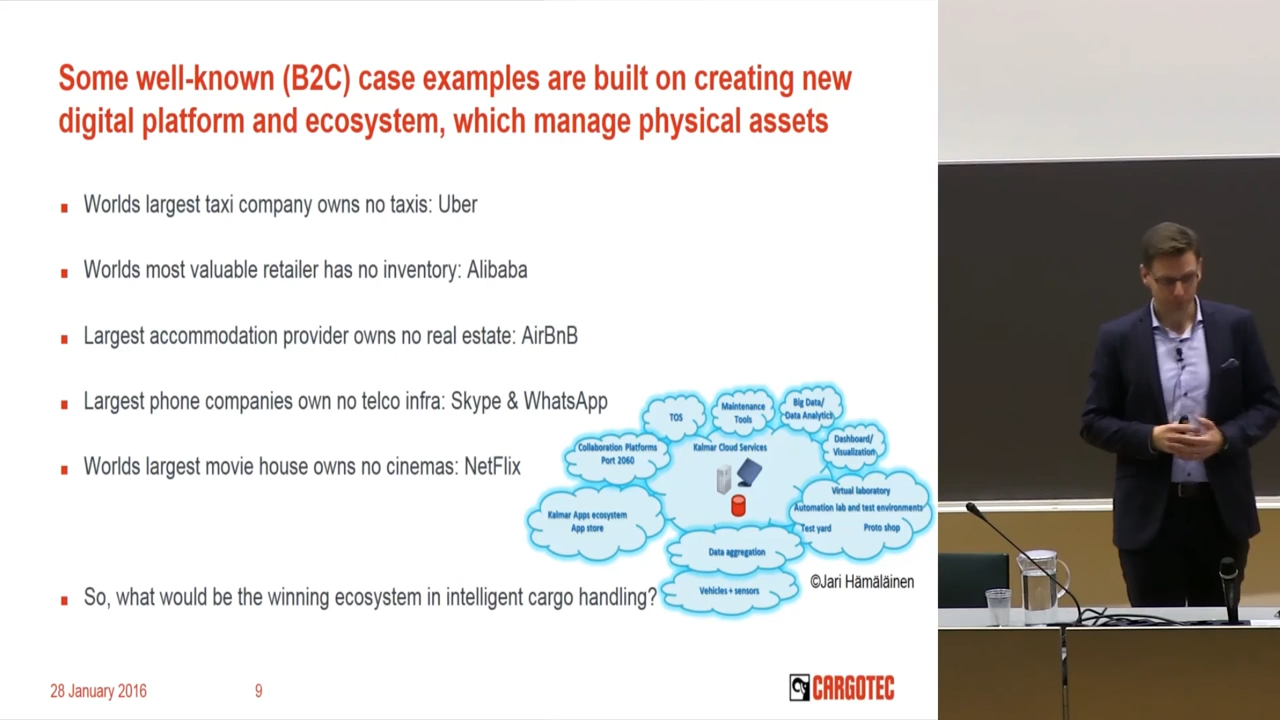 Some well-known (B2C) case examples are built on creating new
digital platform and ecosystem, which manage physical assets
Worlds largest taxi company owns no taxis: Uber
Worlds most valuable retailer has no inventory: Alibaba
Largest accommodation provider owns no real estate: AirBnB
Largest phone companies own no telco infra: Skype & WhatsApp
Worlds largest movie house owns no cinemas: NetFlix
So, what would be the winning ecosystem in intelligent cargo handling?
TOS
Maintenance
Tools
Big Data/
Data Analytics
Dashboard/
Visualization
Collaboration Platforms
Port 2060
Kalmar Cloud Services
Virtual laboratory
Automation lab and test environments
Test yard Proto shop
Kalmar Apps ecosystem
App store
Data aggregation
Vehicles + sensors
©Jari Hämäläinen
28 January 2016
9
CARGOTEC